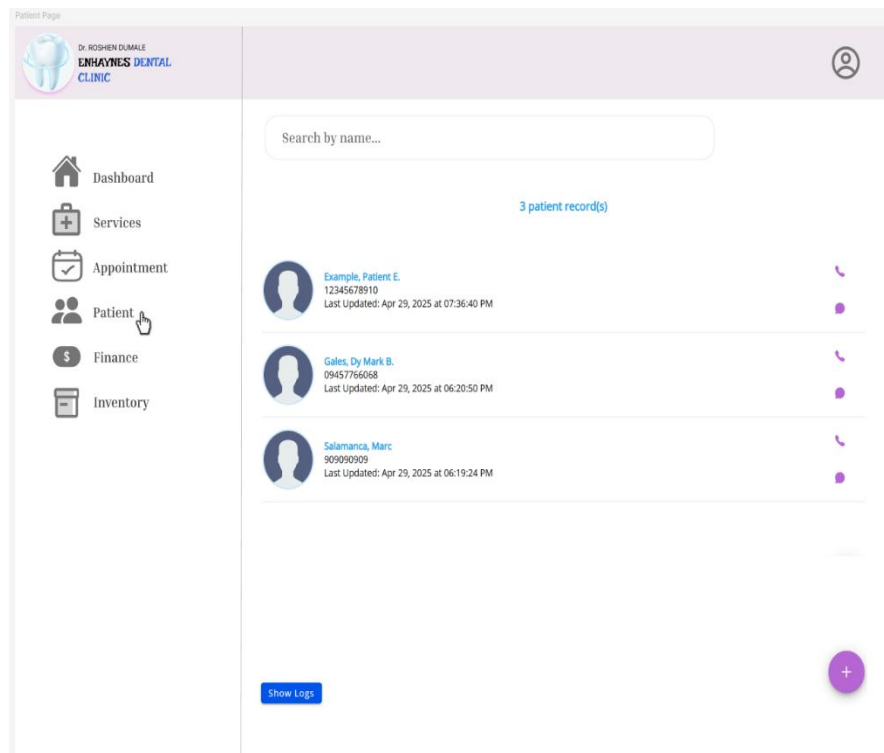 Patient Page
Dr. ROSHEN DUMALE
ENHAYNES DENTAL
CLINIC
Search by name...
Dashboard
Services
Appointment
Patient
$ Finance
Inventory
3 patient record(s)
Example, Patient E.
12345678910
Last Updated: Apr 29, 2025 at 07:36:40 PM
Gales, Dy Mark B.
09457766068
Last Updated: Apr 29, 2025 at 06:20:50 PM
Salamanca, Marc
909090909
Last Updated: Apr 29, 2025 at 06:19:24 PM
Show Logs
+